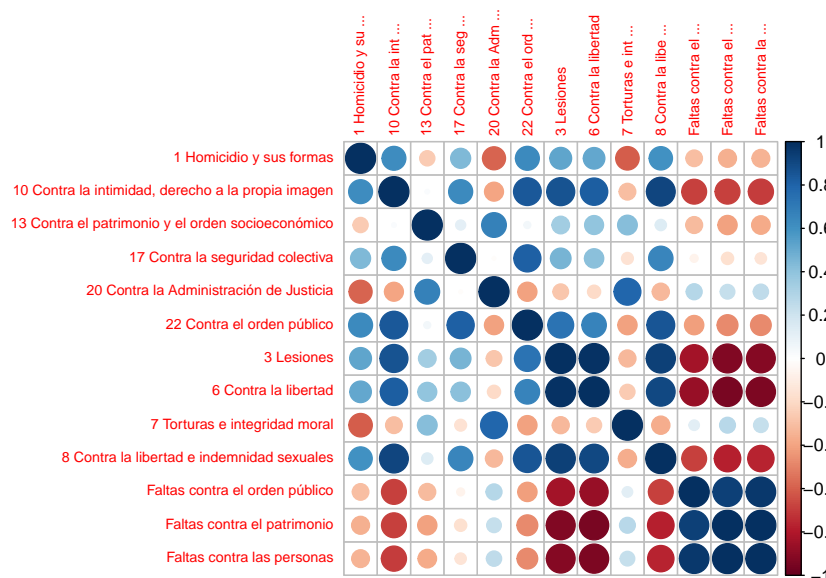 1 Homicidio y su ...
10 Contra la int ...
13 Contra el pat ...
17 Contra la seg ...
20 Contra la Adm ...
22 Contra el ord ...
3 Lesiones
6 Contra la libertad
7 Torturas e int ...
8 Contra la libe ...
Faltas contra el ...
Faltas contra el ...
Faltas contra la ...
1 Homicidio y sus formas
10 Contra la intimidad, derecho a la propia imagen
13 Contra el patrimonio y el orden socioeconómico
17 Contra la seguridad colectiva
20 Contra la Administración de Justicia
22 Contra el orden público
3 Lesiones
6 Contra la libertad
7 Torturas e integridad moral
8 Contra la libertad e indemnidad sexuales
Faltas contra el orden público
Faltas contra el patrimonio
Faltas contra las personas
1
0.8
0.6
0.4
0.2
0
−0.
−0.
−0.
−0.
−1